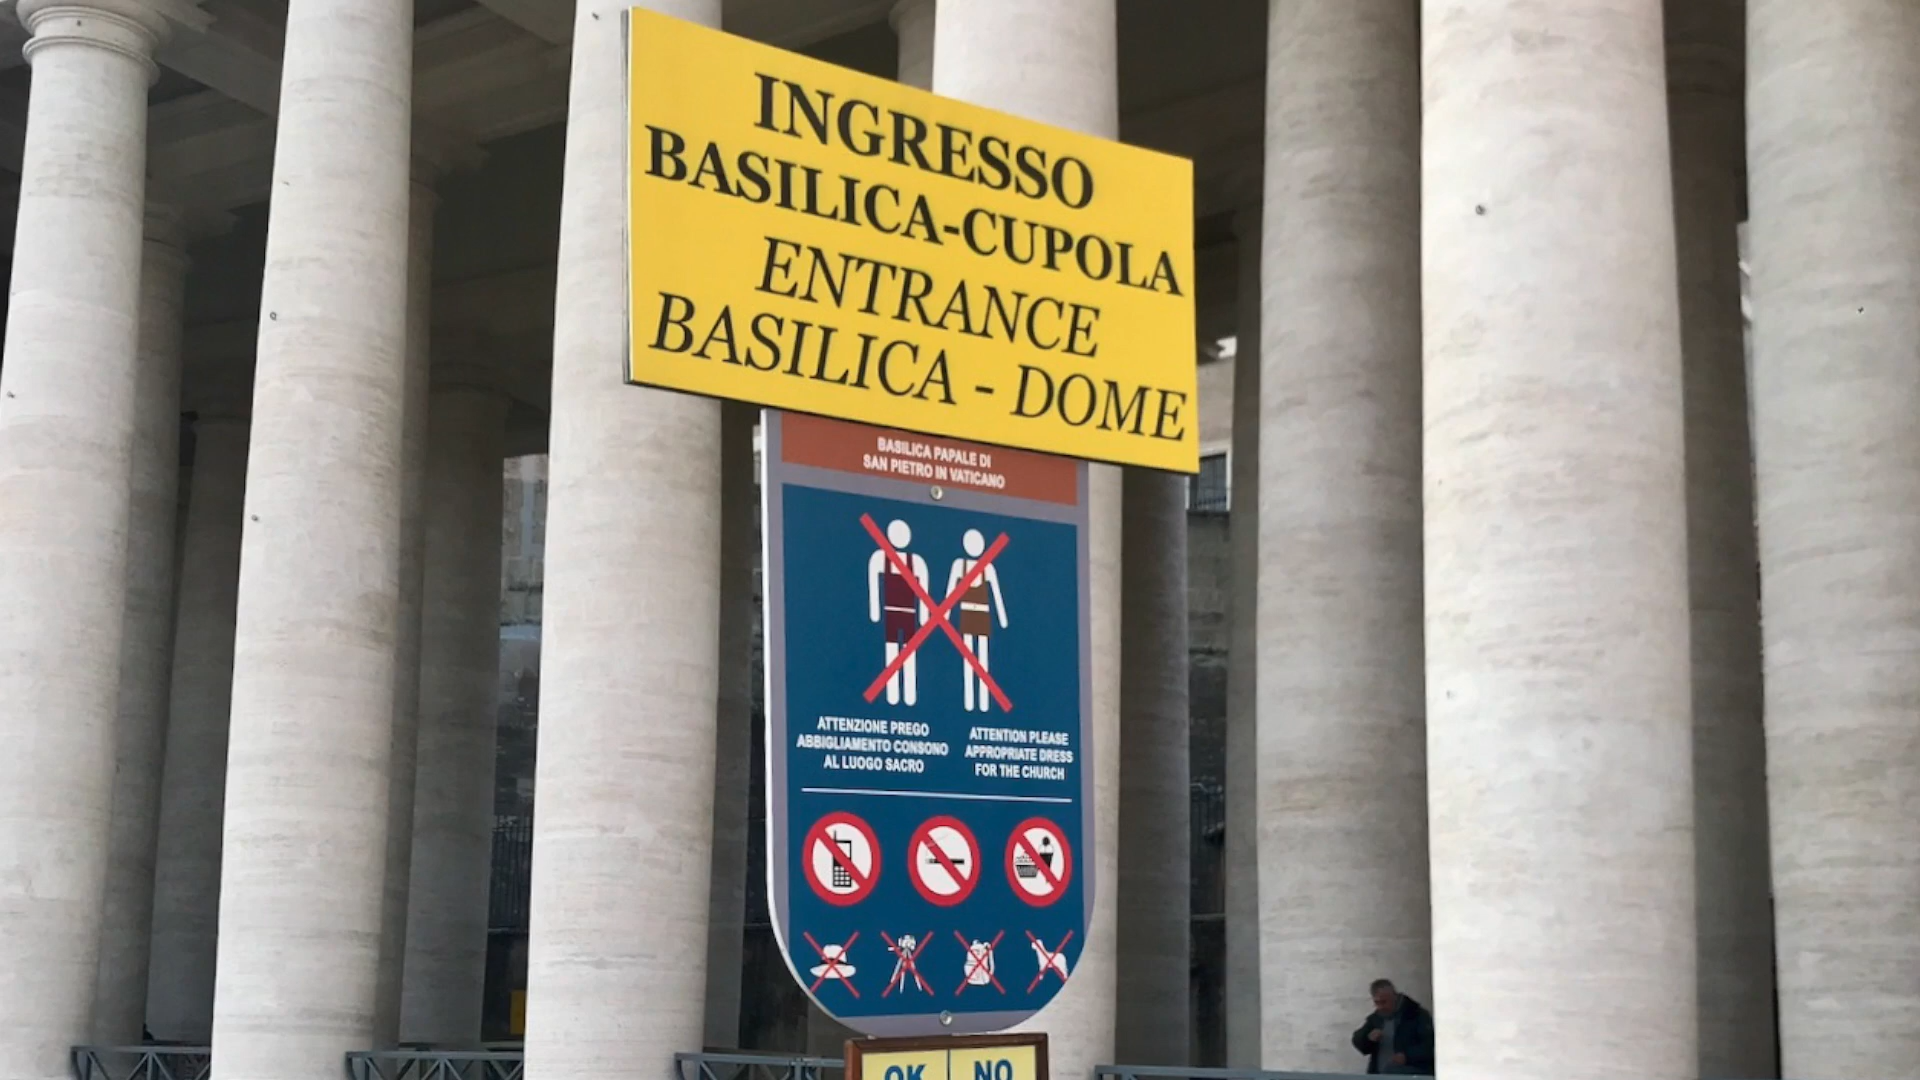 INGRESSO
BASILICA-CUPOLA
ENTRANCE
BASILICA - DOME
BASILICA PAPALE DI
SAN PIETRO IN VATICANO
ATTENZIONE PREGO
ABBIGLIAMENTO CONSONO
AL LUOGO SACRO
ATTENTION PLEASE
APPROPRIATE DRESS
FOR THE CHURCH
OK
NO